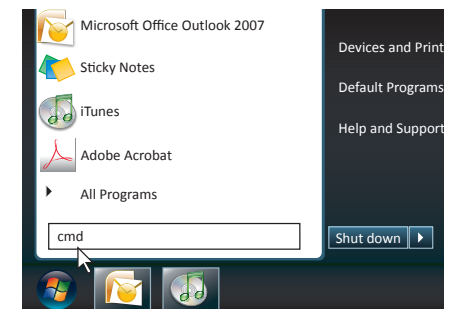 Microsoft Office Outlook 2007
Sticky Notes
iTunes
Adobe Acrobat
All Programs
cmd
Devices and Print
Default Programs
Help and Support
Shut down